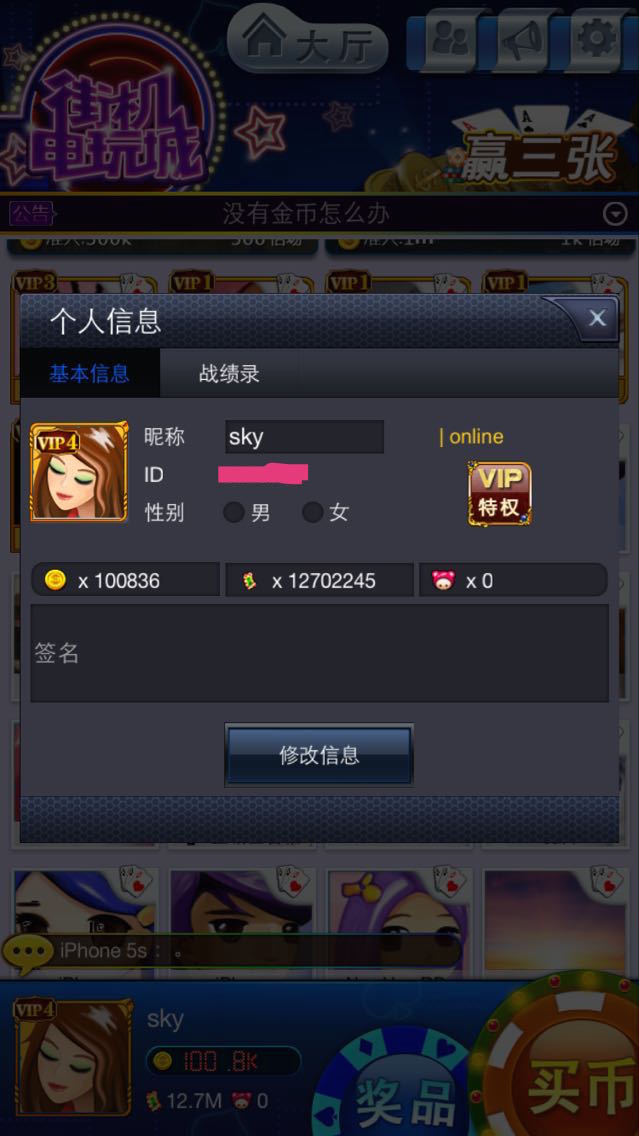 大厅
街机
电玩城
赢三张
公告
没有金币怎么办
VIP3
VIP1
VIP1
VIP1
个人信息
X
基本信息
战绩录
VIP4
昵称
sky
| online
ID
VIP
特权
性别
男
女
x 100836
x 12702245
x 0
签名
修改信息
iPhone 5s： 。
VIP4
sky
100 .8K
12.7M
0
奖品
买币